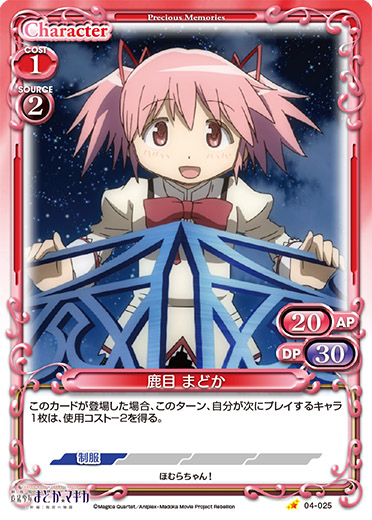 Precious Memories
Character
COST
1
SOURCE
2
20 AP
DP 30
鹿目 まどか
このカードが登場した場合、このターン、自分が次にプレイするキャラ
1枚は、使用コスト−2を得る。
制服
ほむらちゃん!
まどか☆マギカ
©Magica Quartet/Aniplex・Madoka Movie Project Rebellion
04-025